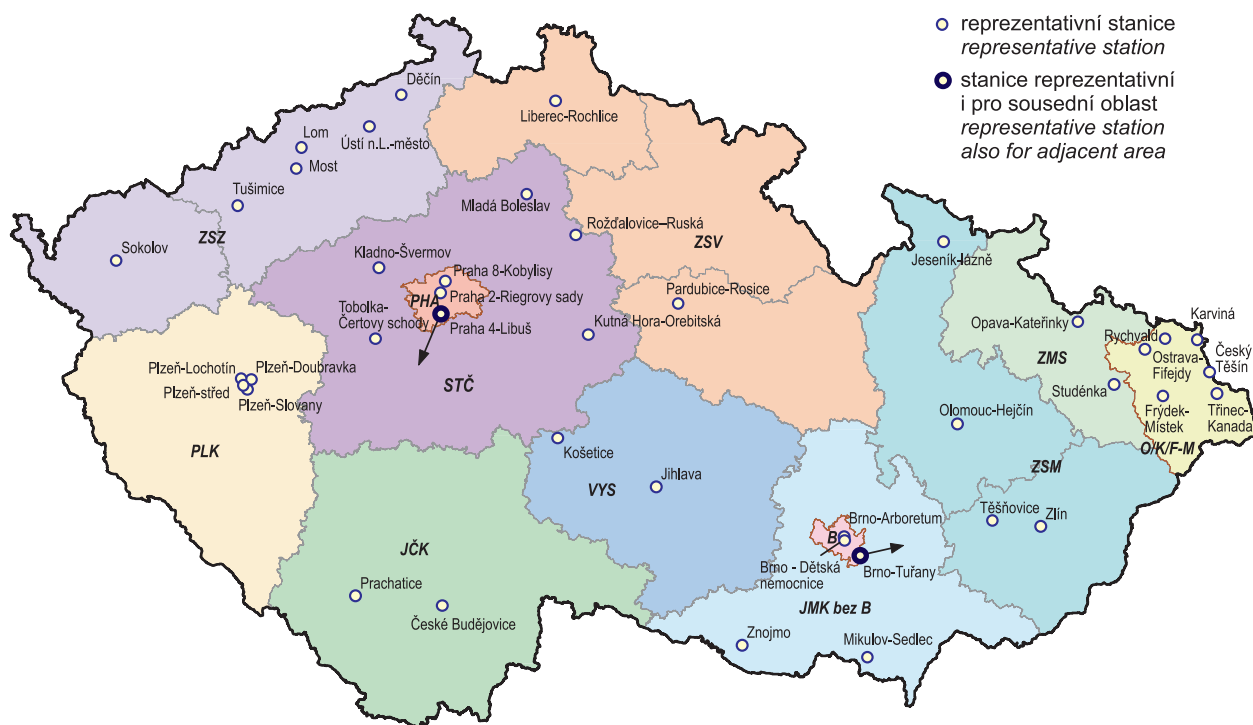 reprezentativní stanice
representative station
stanice reprezentativní
i pro sousední oblast
representative station
also for adjacent area
Děčín
Liberec-Rochlice
Lom
Ústí n.L.-město
Most
Tušimice
Mladá Boleslav
Rožďalovice–Ruská
ZSZ
ZSV
Sokolov
Kladno-Švermov
Jeseník-lázně
Praha 8-Kobylisy
PHA
Praha 2-Riegrovy sady
Pardubice-Rosice
Tobolka-
Čertovy schody
Praha 4-Libuš
Kutná Hora-Orebitská
Opava-Kateřinky
Karviná
Rychvald
Český
Těšín
ZMS
Ostrava-
Fifejdy
Plzeň-Lochotín
Plzeň-Doubravka
STČ
Plzeň-střed
Plzeň-Slovany
Studénka
Frýdek-
Místek
Třinec-
Kanada
Olomouc-Hejčín
O/K/F-M
PLK
Košetice
ZSM
Jihlava
VYS
Těšňovice
Zlín
Brno-Arboretum
B
JČK
Brno - Dětská
nemocnice
Brno-Tuřany
Prachatice
JMK bez B
České Budějovice
Znojmo
Mikulov-Sedlec